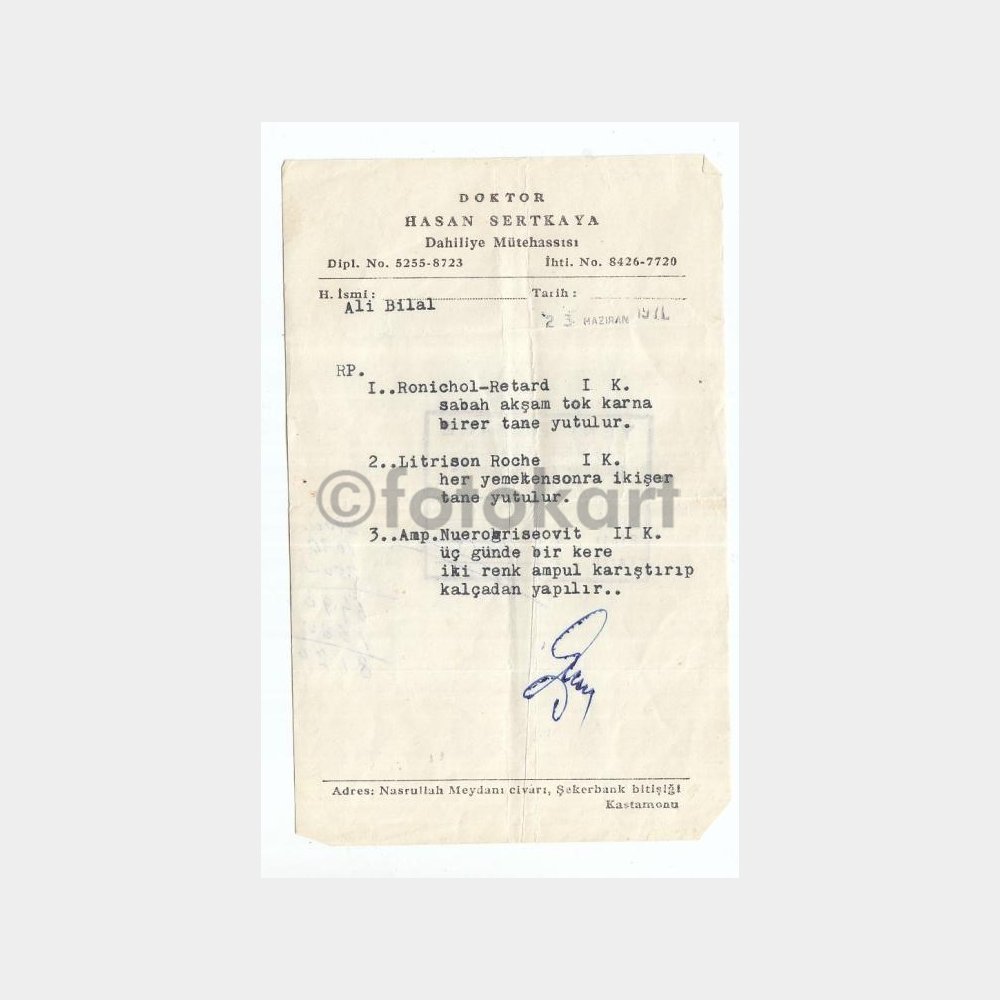 DOKTOR
HASAN SERTKAYA
Dahiliye Mütehassısı
Dipl. No. 5255-8723 İhti. No. 8426-7720
H. İsmi : Tarih :
Ali Bilal
23 HAZIRAN 1971
RP.
I..Ronichol-Retard I K.
sabah akşam tok karna
birer tane yutulur.
2..Litrison Roche I K.
her yemektensonra ikişer
tane yutulur.
©fotokart
3..Amp.Nuerobriseovit II K.
üç günde bir kere
iki renk ampul karıştırıp
kalçadan yapılır..
Adres: Nasrullah Meydanı civarı, Şekerbank bitişiği
Kastamonu